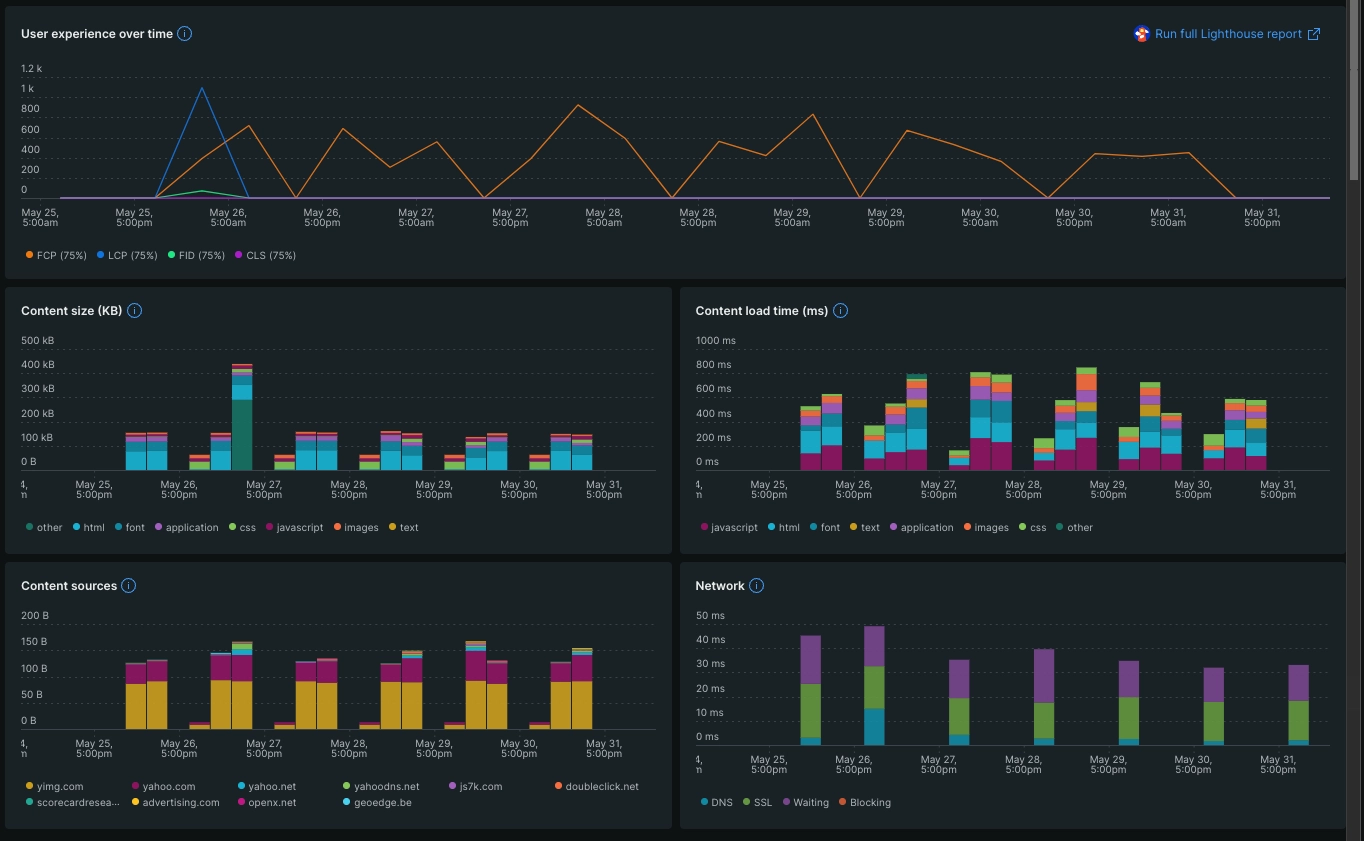 User experience over time
Run full Lighthouse report
1.2 k
1 k
800
600
400
200
0
May 25, 5:00am
May 25, 5:00pm
May 26, 5:00am
May 26, 5:00pm
May 27, 5:00am
May 27, 5:00pm
May 28, 5:00am
May 28, 5:00pm
May 29, 5:00am
May 29, 5:00pm
May 30, 5:00am
May 30, 5:00pm
May 31, 5:00am
May 31, 5:00pm
FCP (75%) LCP (75%) FID (75%) CLS (75%)
Content size (KB)
500 kB
400 kB
300 kB
200 kB
100 kB
0 B
4,
May 25, 5:00pm
May 26, 5:00pm
May 27, 5:00pm
May 28, 5:00pm
May 29, 5:00pm
May 30, 5:00pm
May 31, 5:00pm
other html font application css javascript images text
Content load time (ms)
1000 ms
800 ms
600 ms
400 ms
200 ms
0 ms
4,
May 25, 5:00pm
May 26, 5:00pm
May 27, 5:00pm
May 28, 5:00pm
May 29, 5:00pm
May 30, 5:00pm
May 31, 5:00pm
javascript html font text application images css other
Content sources
200 B
150 B
100 B
50 B
0 B
4,
May 25, 5:00pm
May 26, 5:00pm
May 27, 5:00pm
May 28, 5:00pm
May 29, 5:00pm
May 30, 5:00pm
May 31, 5:00pm
yimg.com yahoo.com yahoo.net yahoodns.net js7k.com doubleclick.net
scorecardresea... advertising.com openx.net geoedge.be
Network
50 ms
40 ms
30 ms
20 ms
10 ms
0 ms
4,
May 25, 5:00pm
May 26, 5:00pm
May 27, 5:00pm
May 28, 5:00pm
May 29, 5:00pm
May 30, 5:00pm
May 31, 5:00pm
DNS SSL Waiting Blocking